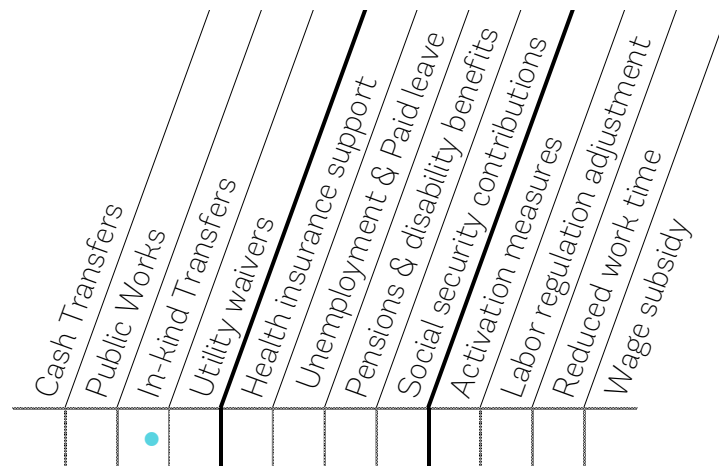 Cash Transfers
Public Works
In-kind Transfers
Utility waivers
Health insurance support
Unemployment & Paid leave
Pensions & disability benefits
Social security contributions
Activation measures
Labor regulation adjustment
Reduced work time
Wage subsidy